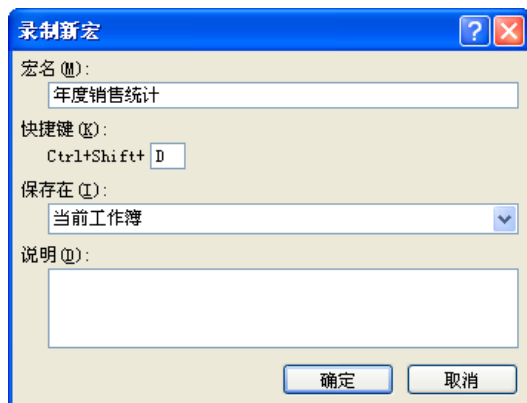 录制新宏
宏名(M):
年度销售统计
快捷键(K):
Ctrl+Shift+ D
保存在(I):
当前工作簿
说明(D):
确定 取消